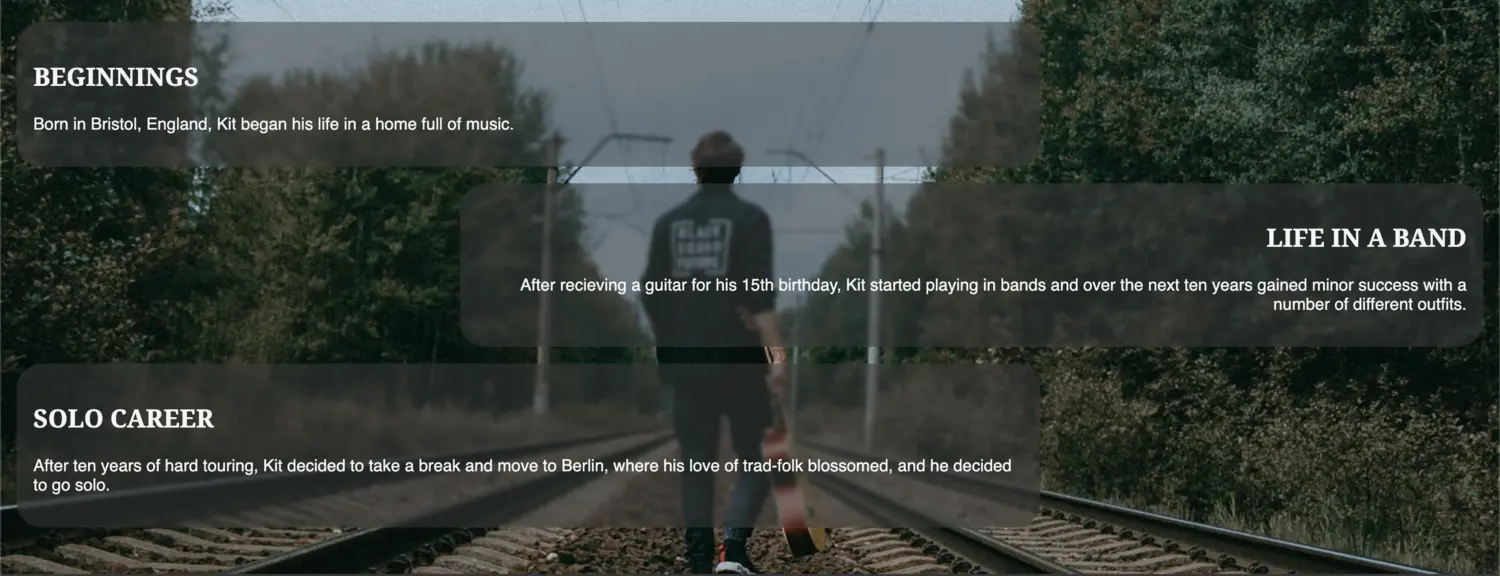 BEGINNINGS
Born in Bristol, England, Kit began his life in a home full of music.
LIFE IN A BAND
After recieving a guitar for his 15th birthday, Kit started playing in bands and over the next ten years gained minor success with a
number of different outfits.
SOLO CAREER
After ten years of hard touring, Kit decided to take a break and move to Berlin, where his love of trad-folk blossomed, and he decided
to go solo.